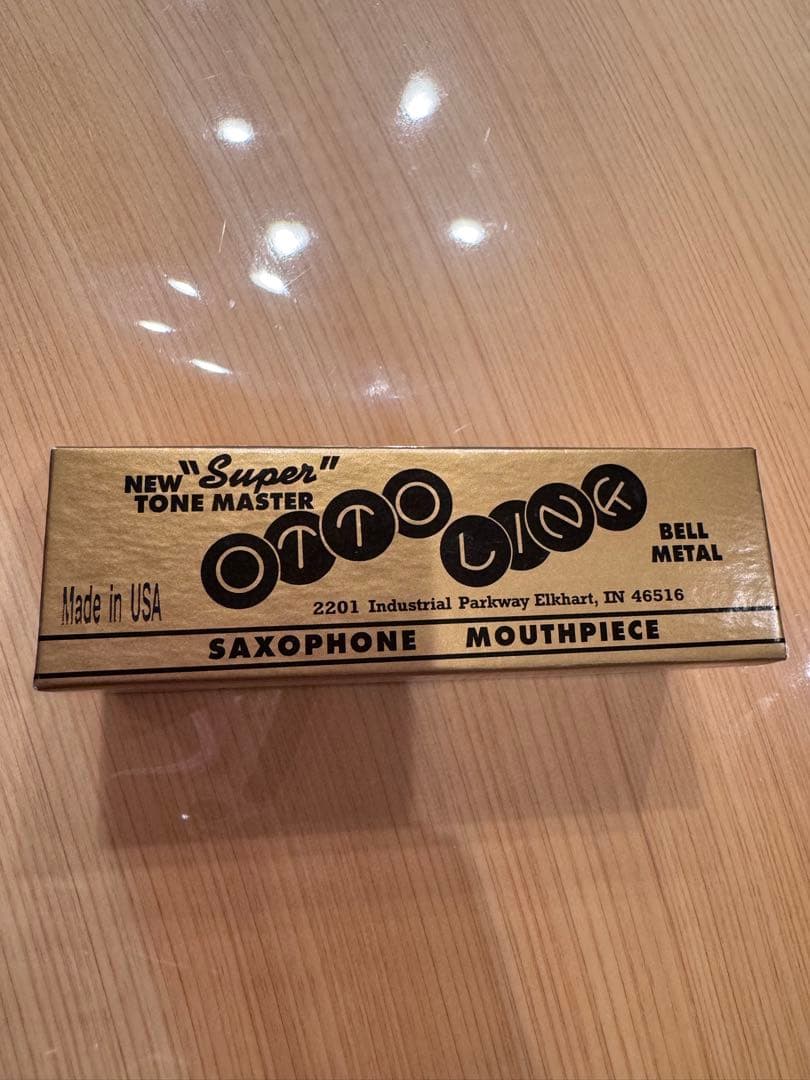 NEW "Super"
TONE MASTER
OTTO LINK
BELL
METAL
Made in USA
2201 Industrial Parkway Elkhart, IN 46516
SAXOPHONE MOUTHPIECE